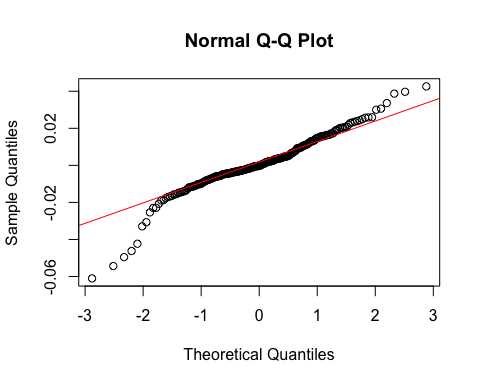 Normal Q-Q Plot
Sample Quantiles
0.02
-0.02
-0.06
-3 -2 -1 0 1 2 3
Theoretical Quantiles